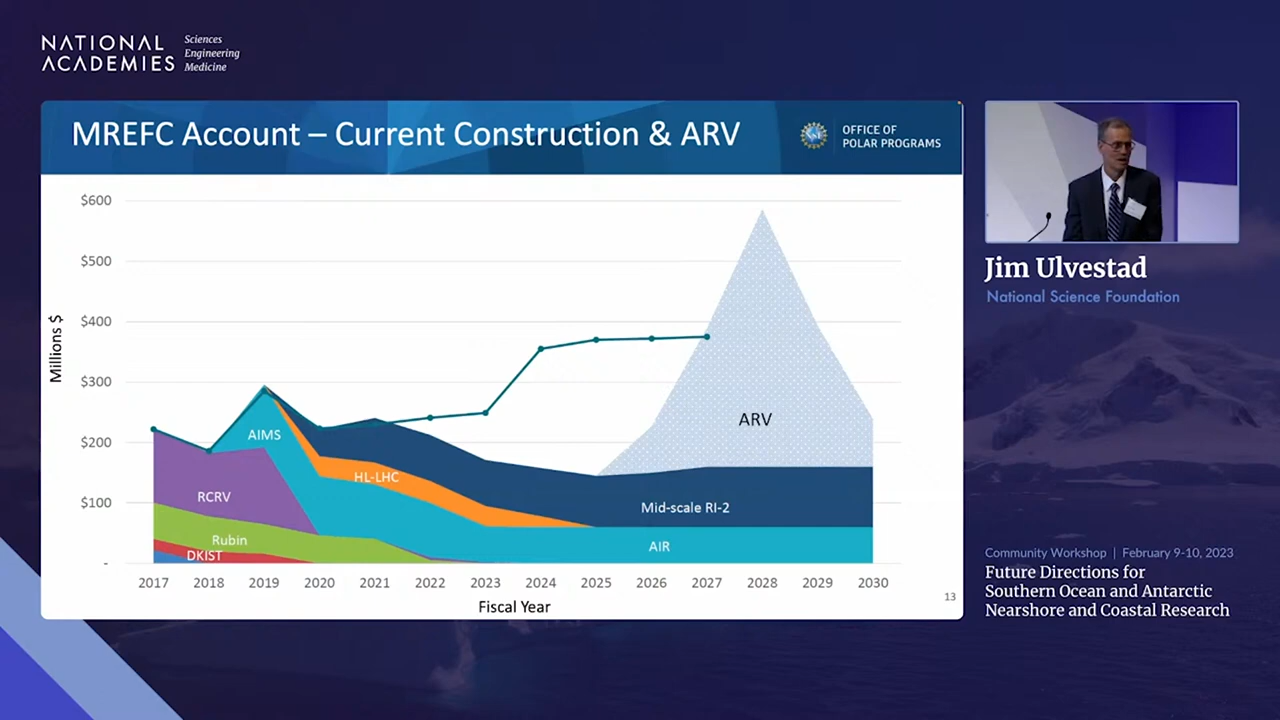 NATIONAL
ACADEMIES
Sciences
Engineering
Medicine
MREFC Account – Current Construction & ARV
OFFICE OF
POLAR PROGRAMS
Millions $
$600
$500
$400
$300
$200
$100
-
AIMS
RCRV
Rubin
DKIST
HL-LHC
ARV
Mid-scale RI-2
AIR
2017 2018 2019 2020 2021 2022 2023 2024 2025 2026 2027 2028 2029 2030
Fiscal Year
13
Jim Ulvestad
National Science Foundation
Community Workshop | February 9-10, 2023
Future Directions for
Southern Ocean and Antarctic
Nearshore and Coastal Research